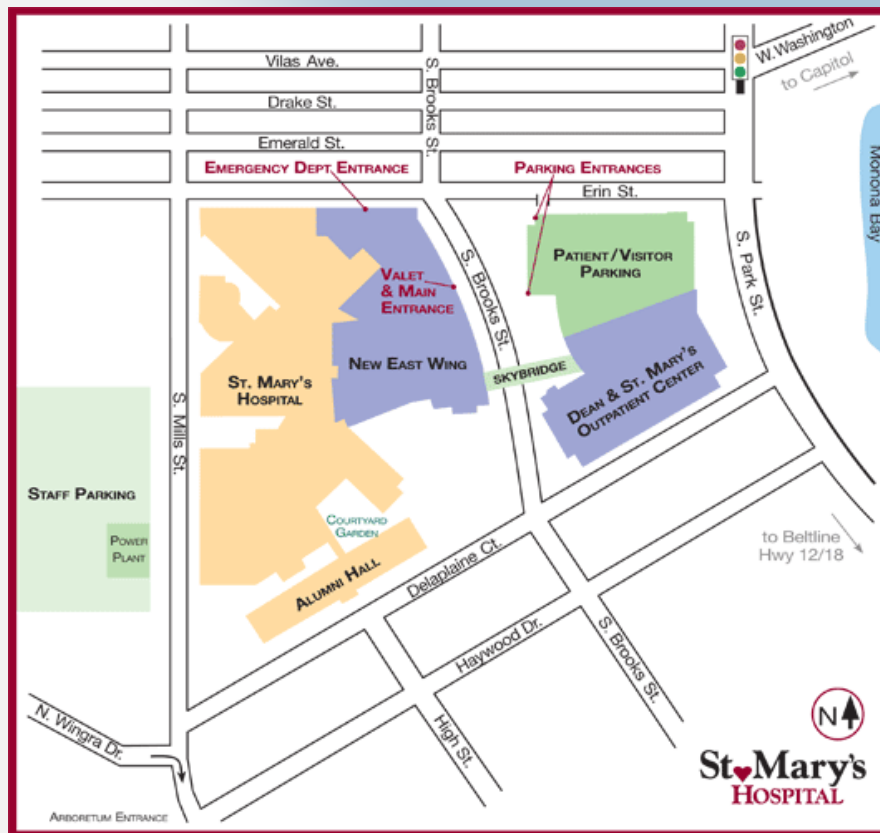 Vilas Ave.
Drake St.
Emerald St.
S. Brooks St.
W. Washington
to Capitol
Monona Bay
EMERGENCY DEPT. ENTRANCE
PARKING ENTRANCES
Erin St.
S. Park St.
S. Brooks St.
PATIENT/VISITOR
PARKING
VALET
& MAIN
ENTRANCE
NEW EAST WING
SKYBRIDGE
DEAN & ST. MARY'S
OUTPATIENT CENTER
ST. MARY'S
HOSPITAL
S. Mills St.
STAFF PARKING
POWER
PLANT
COURTYARD
GARDEN
ALUMNI HALL
Delaplaine Ct.
to Beltline
Hwy 12/18
Haywood Dr.
S. Brooks St.
High St.
N. Wingra Dr.
ARBORETUM ENTRANCE
N
St Mary's
HOSPITAL